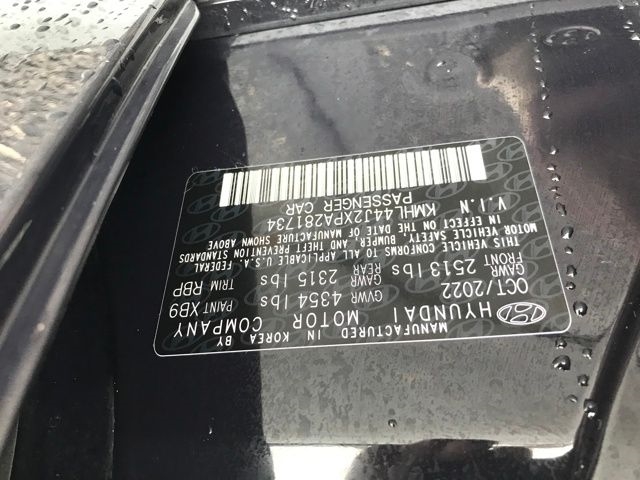 MANUFACTURED IN KOREA BY
HYUNDAI MOTOR COMPANY
OCT/2022 GVWR 4354 lbs PAINT XB9
GAWR FRONT 2513 lbs GAWR REAR 2315 lbs TRIM RBP
THIS VEHICLE CONFORMS TO ALL APPLICABLE U.S.A. FEDERAL
MOTOR VEHICLE SAFETY, BUMPER, AND THEFT PREVENTION STANDARDS
IN EFFECT ON THE DATE OF MANUFACTURE SHOWN ABOVE
V.I.N KMHL44J2XPA281734
PASSENGER CAR